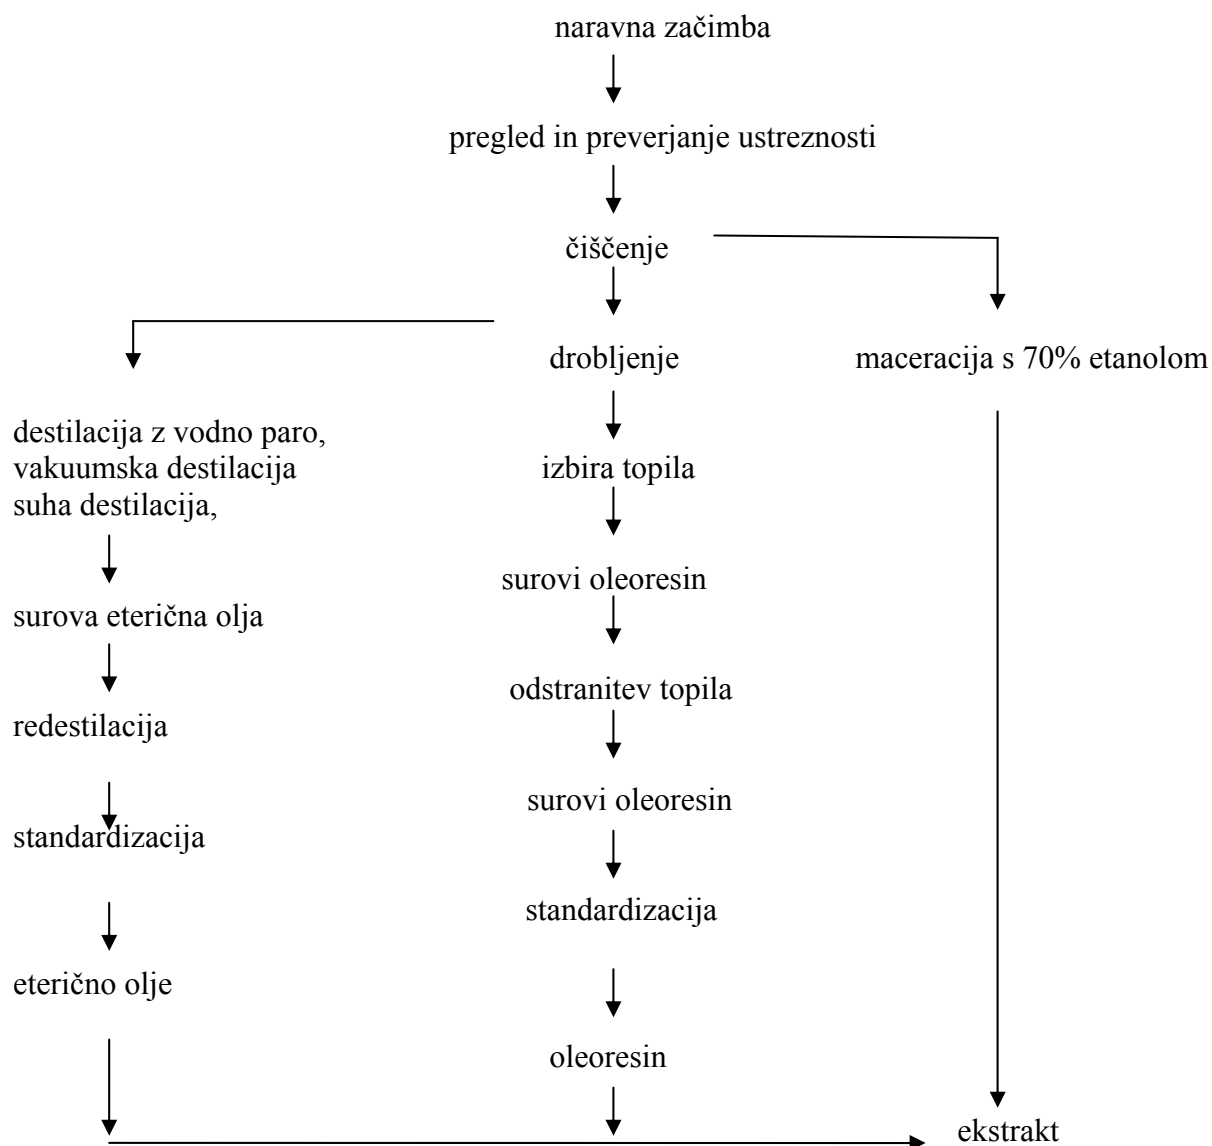 naravna začimba
pregled in preverjanje ustreznosti
čiščenje
drobljenje
maceracija s 70% etanolom
destilacija z vodno paro,
vakuumska destilacija
suha destilacija,
izbira topila
surovi oleoresin
surova eterična olja
odstranitev topila
redestilacija
surovi oleoresin
standardizacija
standardizacija
eterično olje
oleoresin
ekstrakt